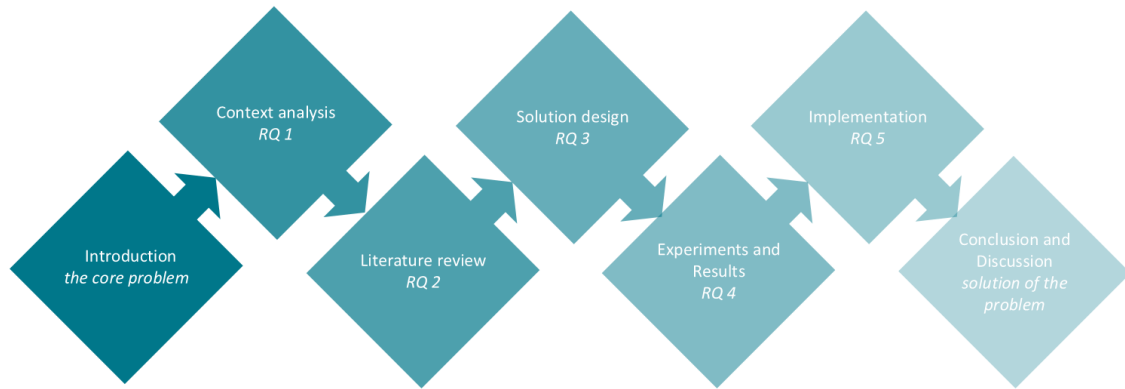 Introduction
the core problem
Context analysis
RQ 1
Literature review
RQ 2
Solution design
RQ 3
Experiments and
Results
RQ 4
Implementation
RQ 5
Conclusion and
Discussion
solution of the
problem